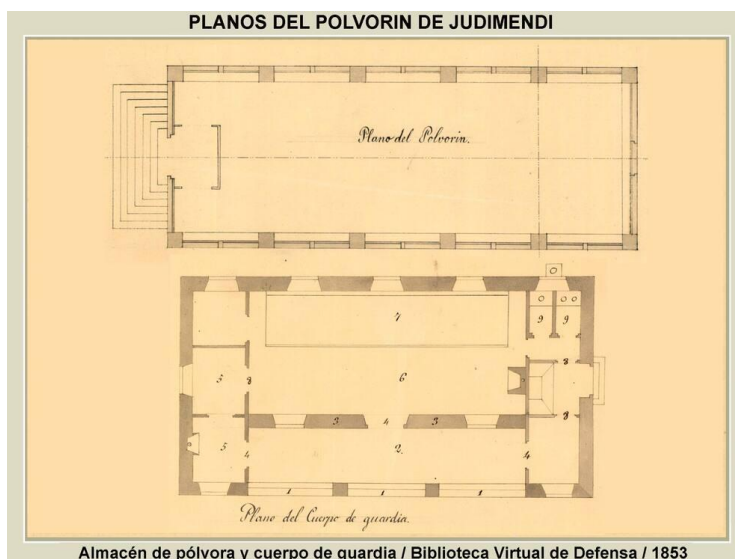 PLANOS DEL POLVORIN DE JUDIMENDI
Plano del Polvorin.
7
9 9
8
5 8 6
3 4 3 8
5 4 2. 4
1 1 1
Plano del Cuerpo de guardia.
Almacén de pólvora y cuerpo de guardia / Biblioteca Virtual de Defensa / 1853